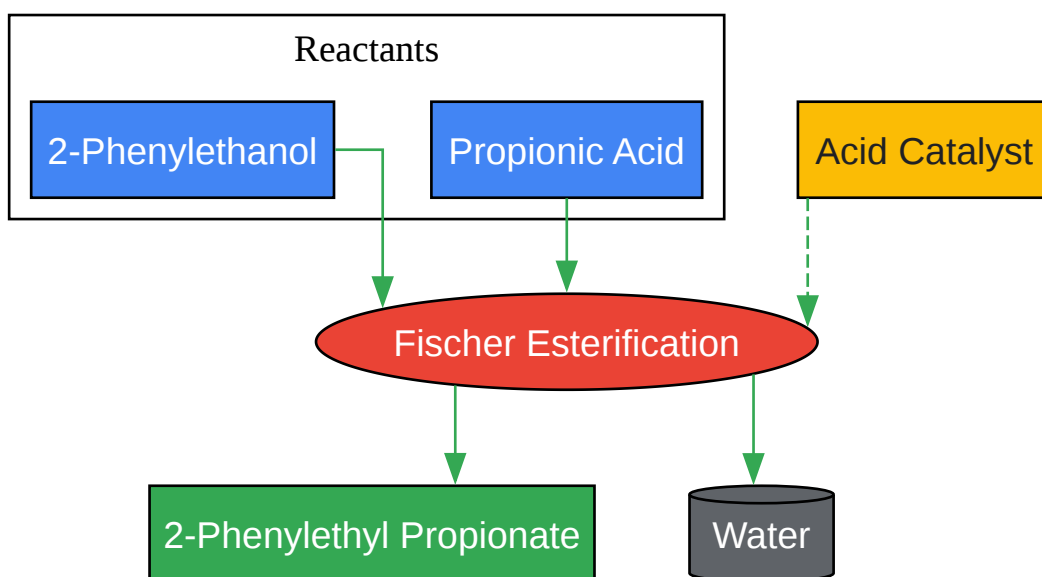 Reactants
2-Phenylethanol
Propionic Acid
Acid Catalyst
Fischer Esterification
2-Phenylethyl Propionate
Water